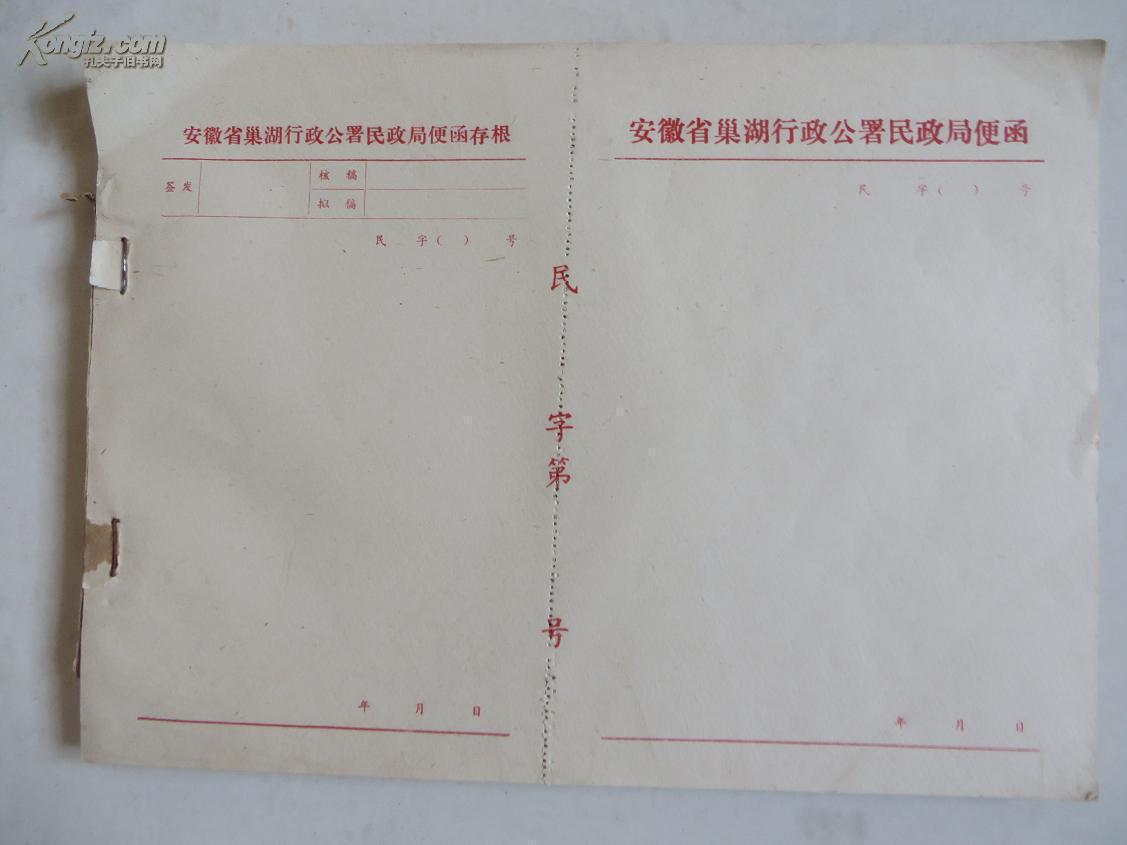 Kongfz.com
孔夫子旧书网
安徽省巢湖行政公署民政局便函存根
签发
核稿
拟稿
民 字( ) 号
年 月 日
民
字
第
号
安徽省巢湖行政公署民政局便函
民 字( ) 号
年 月 日